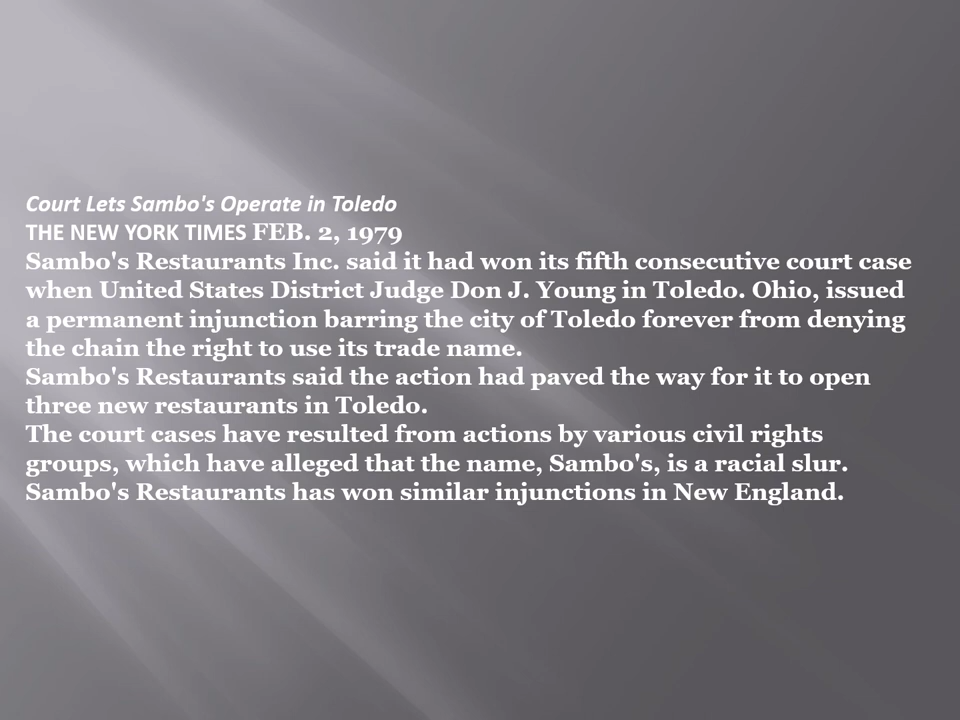 Court Lets Sambo's Operate in Toledo
THE NEW YORK TIMES FEB. 2, 1979
Sambo's Restaurants Inc. said it had won its fifth consecutive court case
when United States District Judge Don J. Young in Toledo. Ohio, issued
a permanent injunction barring the city of Toledo forever from denying
the chain the right to use its trade name.
Sambo's Restaurants said the action had paved the way for it to open
three new restaurants in Toledo.
The court cases have resulted from actions by various civil rights
groups, which have alleged that the name, Sambo's, is a racial slur.
Sambo's Restaurants has won similar injunctions in New England.